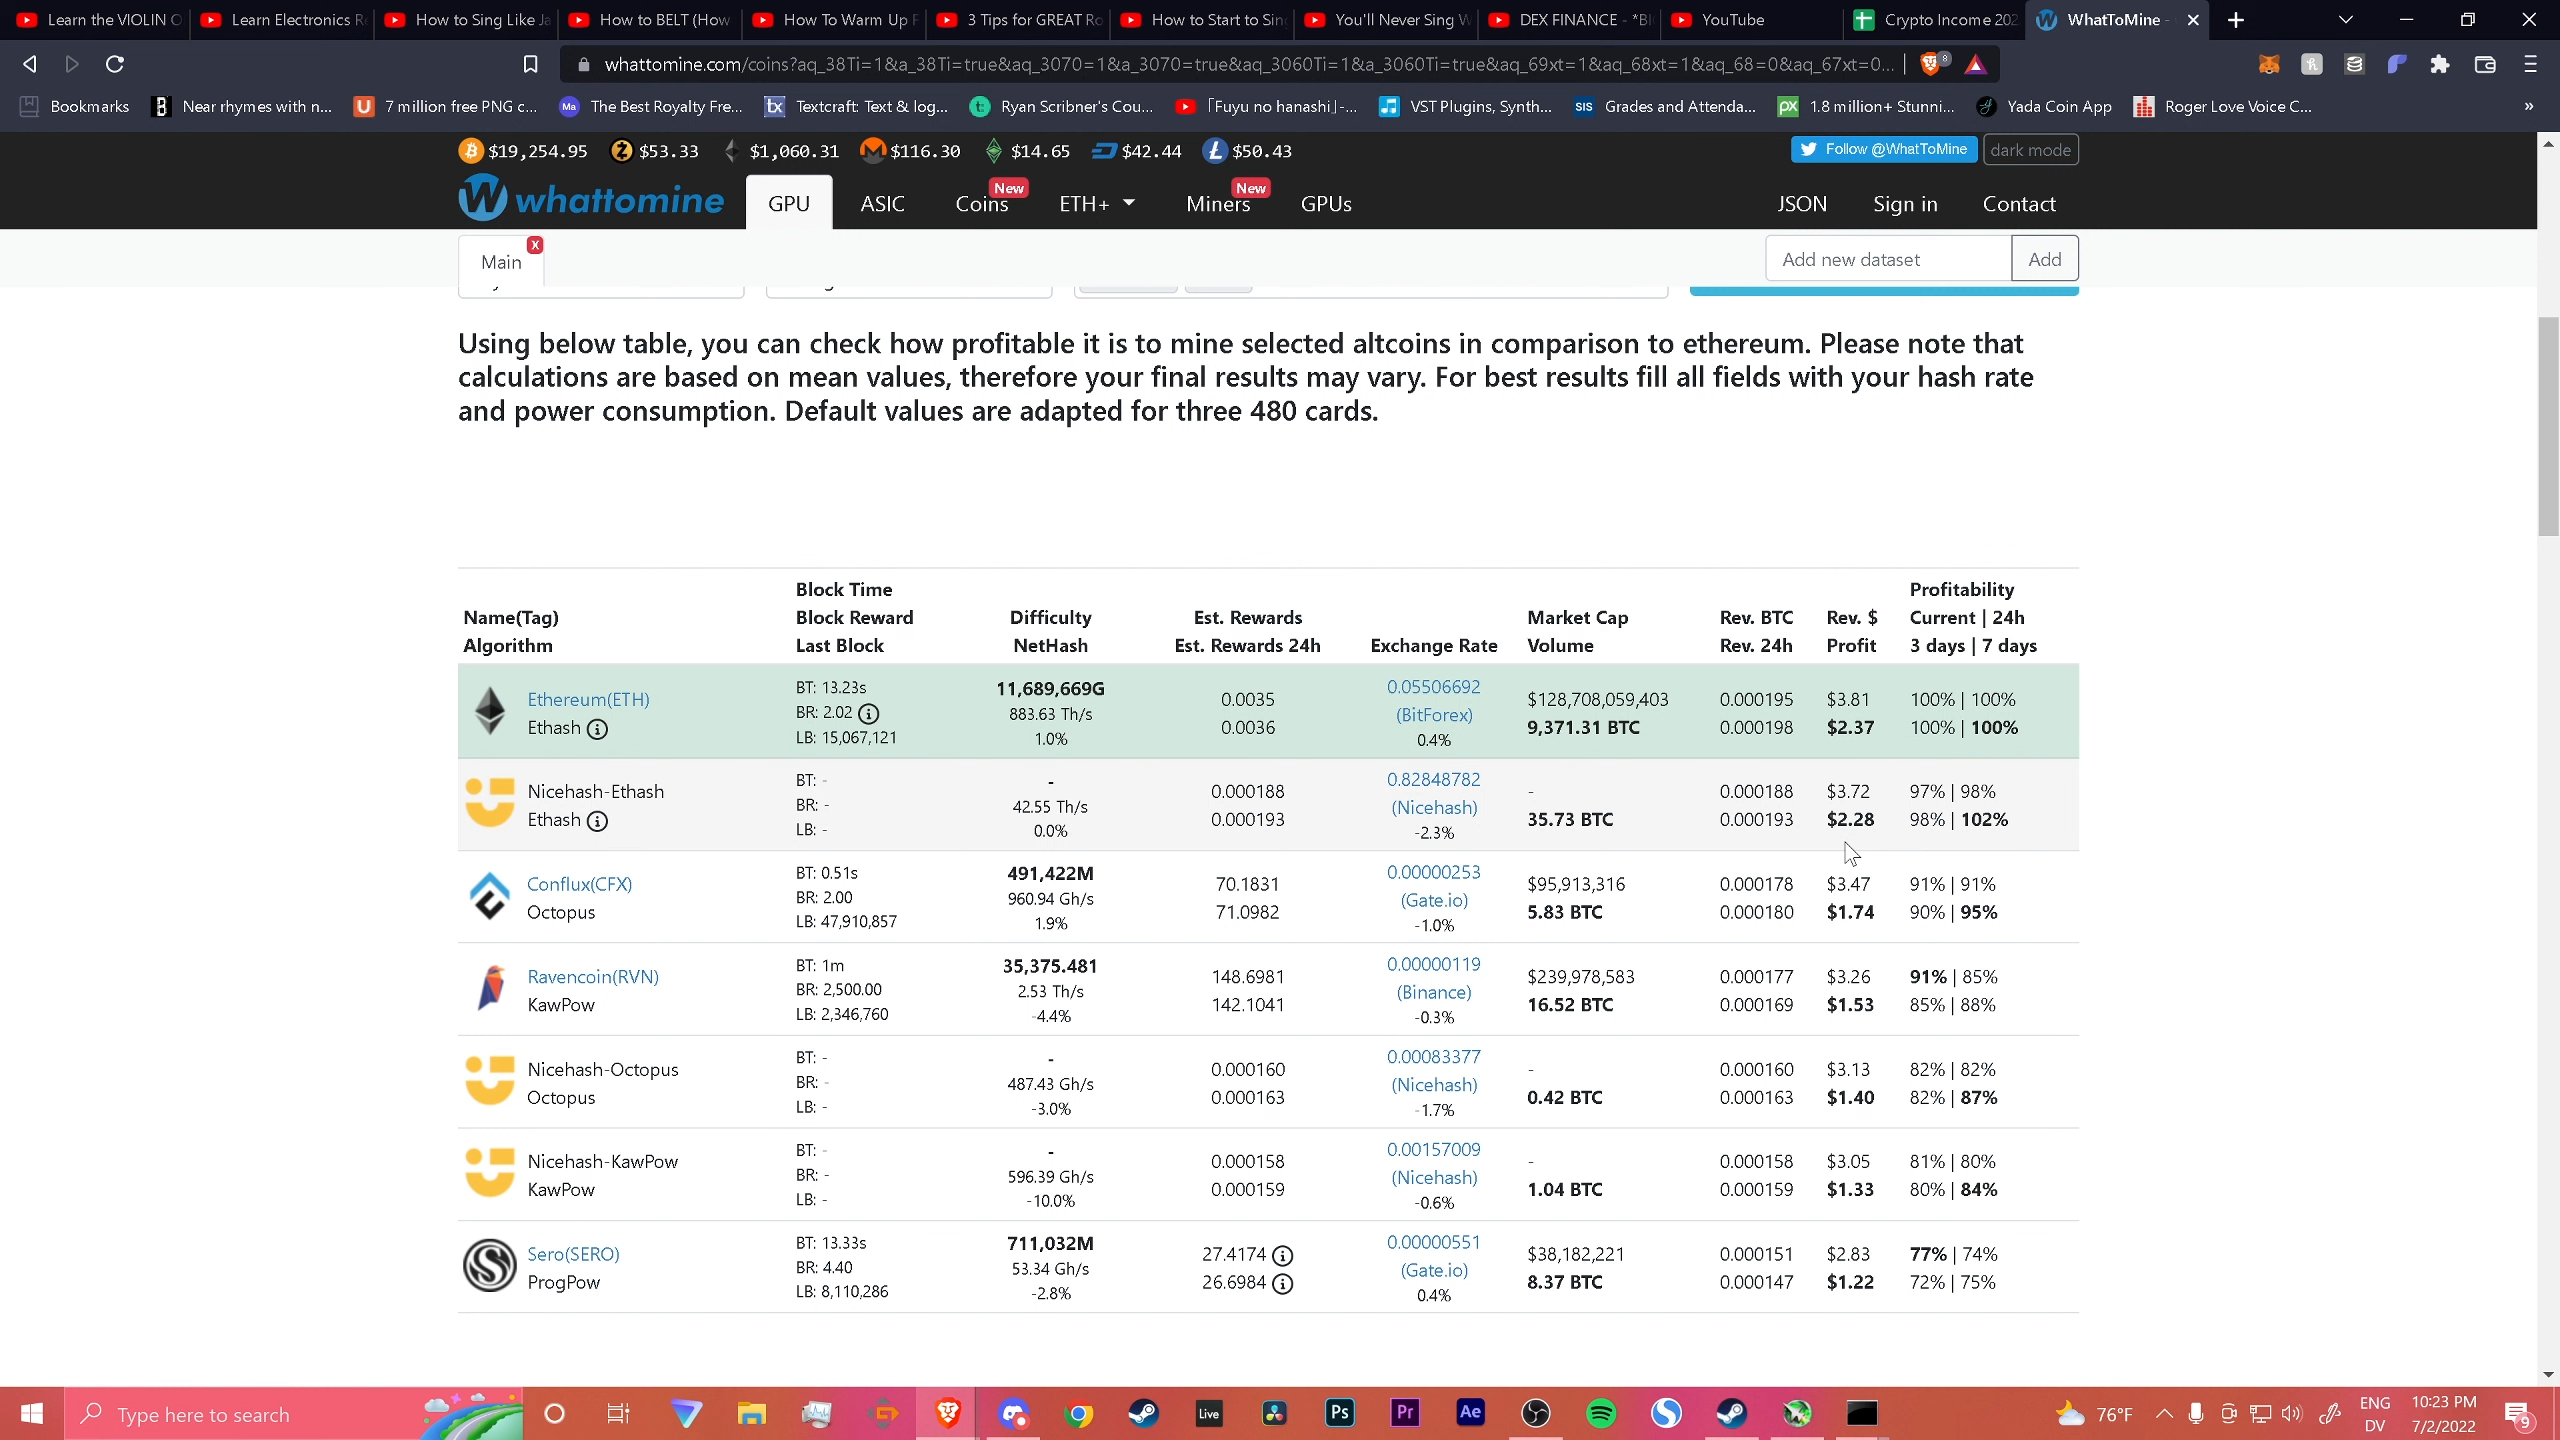 Learn the VIOLIN O
Learn Electronics R
How to Sing Like Ja
How to BELT (How
How To Warm Up F
3 Tips for GREAT Ro
How to Start to Sin
You'll Never Sing W
DEX FINANCE - *BI
YouTube
Crypto Income 202
WhatToMine -
whattomine.com/coins?aq_38Ti=1&a_38Ti=true&aq_3070=1&a_3070=true&aq_3060Ti=1&a_3060Ti=true&aq_69xt=1&aq_68xt=1&aq_68=0&aq_67xt=0...
8
Bookmarks
Near rhymes with n...
7 million free PNG c...
The Best Royalty Fre...
Textcraft: Text & log...
Ryan Scribner's Cou...
「Fuyu no hanashi」-...
VST Plugins, Synth...
Grades and Attenda...
1.8 million+ Stunni...
Yada Coin App
Roger Love Voice C...
$19,254.95 $53.33 $1,060.31 $116.30 $14.65 $42.44 $50.43
Follow @WhatToMine
dark mode
whattomine
GPU
ASIC
Coins New
ETH+
Miners New
GPUs
JSON
Sign in
Contact
Main x
Add new dataset
Add
Using below table, you can check how profitable it is to mine selected altcoins in comparison to ethereum. Please note that
calculations are based on mean values, therefore your final results may vary. For best results fill all fields with your hash rate
and power consumption. Default values are adapted for three 480 cards.
Block Time Profitability
Name(Tag) Block Reward Difficulty Est. Rewards Market Cap Rev. BTC Rev. $ Current | 24h
Algorithm Last Block NetHash Est. Rewards 24h Exchange Rate Volume Rev. 24h Profit 3 days | 7 days
BT: 13.23s 11,689,669G 0.05506692
Ethereum(ETH) BR: 2.02 883.63 Th/s 0.0035 (BitForex) $128,708,059,403 0.000195 $3.81 100% | 100%
Ethash LB: 15,067,121 1.0% 0.0036 0.4% 9,371.31 BTC 0.000198 $2.37 100% | 100%
BT: - - 0.82848782
Nicehash-Ethash BR: - 42.55 Th/s 0.000188 (Nicehash) - 0.000188 $3.72 97% | 98%
Ethash LB: - 0.0% 0.000193 -2.3% 35.73 BTC 0.000193 $2.28 98% | 102%
BT: 0.51s 491,422M 0.00000253
Conflux(CFX) BR: 2.00 960.94 Gh/s 70.1831 (Gate.io) $95,913,316 0.000178 $3.47 91% | 91%
Octopus LB: 47,910,857 1.9% 71.0982 -1.0% 5.83 BTC 0.000180 $1.74 90% | 95%
BT: 1m 35,375.481 0.00000119
Ravencoin(RVN) BR: 2,500.00 2.53 Th/s 148.6981 (Binance) $239,978,583 0.000177 $3.26 91% | 85%
KawPow LB: 2,346,760 -4.4% 142.1041 -0.3% 16.52 BTC 0.000169 $1.53 85% | 88%
BT: - - 0.00083377
Nicehash-Octopus BR: - 487.43 Gh/s 0.000160 (Nicehash) - 0.000160 $3.13 82% | 82%
Octopus LB: - -3.0% 0.000163 -1.7% 0.42 BTC 0.000163 $1.40 82% | 87%
BT: - - 0.00157009
Nicehash-KawPow BR: - 596.39 Gh/s 0.000158 (Nicehash) - 0.000158 $3.05 81% | 80%
KawPow LB: - -10.0% 0.000159 -0.6% 1.04 BTC 0.000159 $1.33 80% | 84%
BT: 13.33s 711,032M 0.00000551
Sero(SERO) BR: 4.40 53.34 Gh/s 27.4174 (Gate.io) $38,182,221 0.000151 $2.83 77% | 74%
ProgPow LB: 8,110,286 -2.8% 26.6984 0.4% 8.37 BTC 0.000147 $1.22 72% | 75%
Type here to search
Live
Ps
Pr
Ae
76°F
ENG
DV
10:23 PM
7/2/2022
9